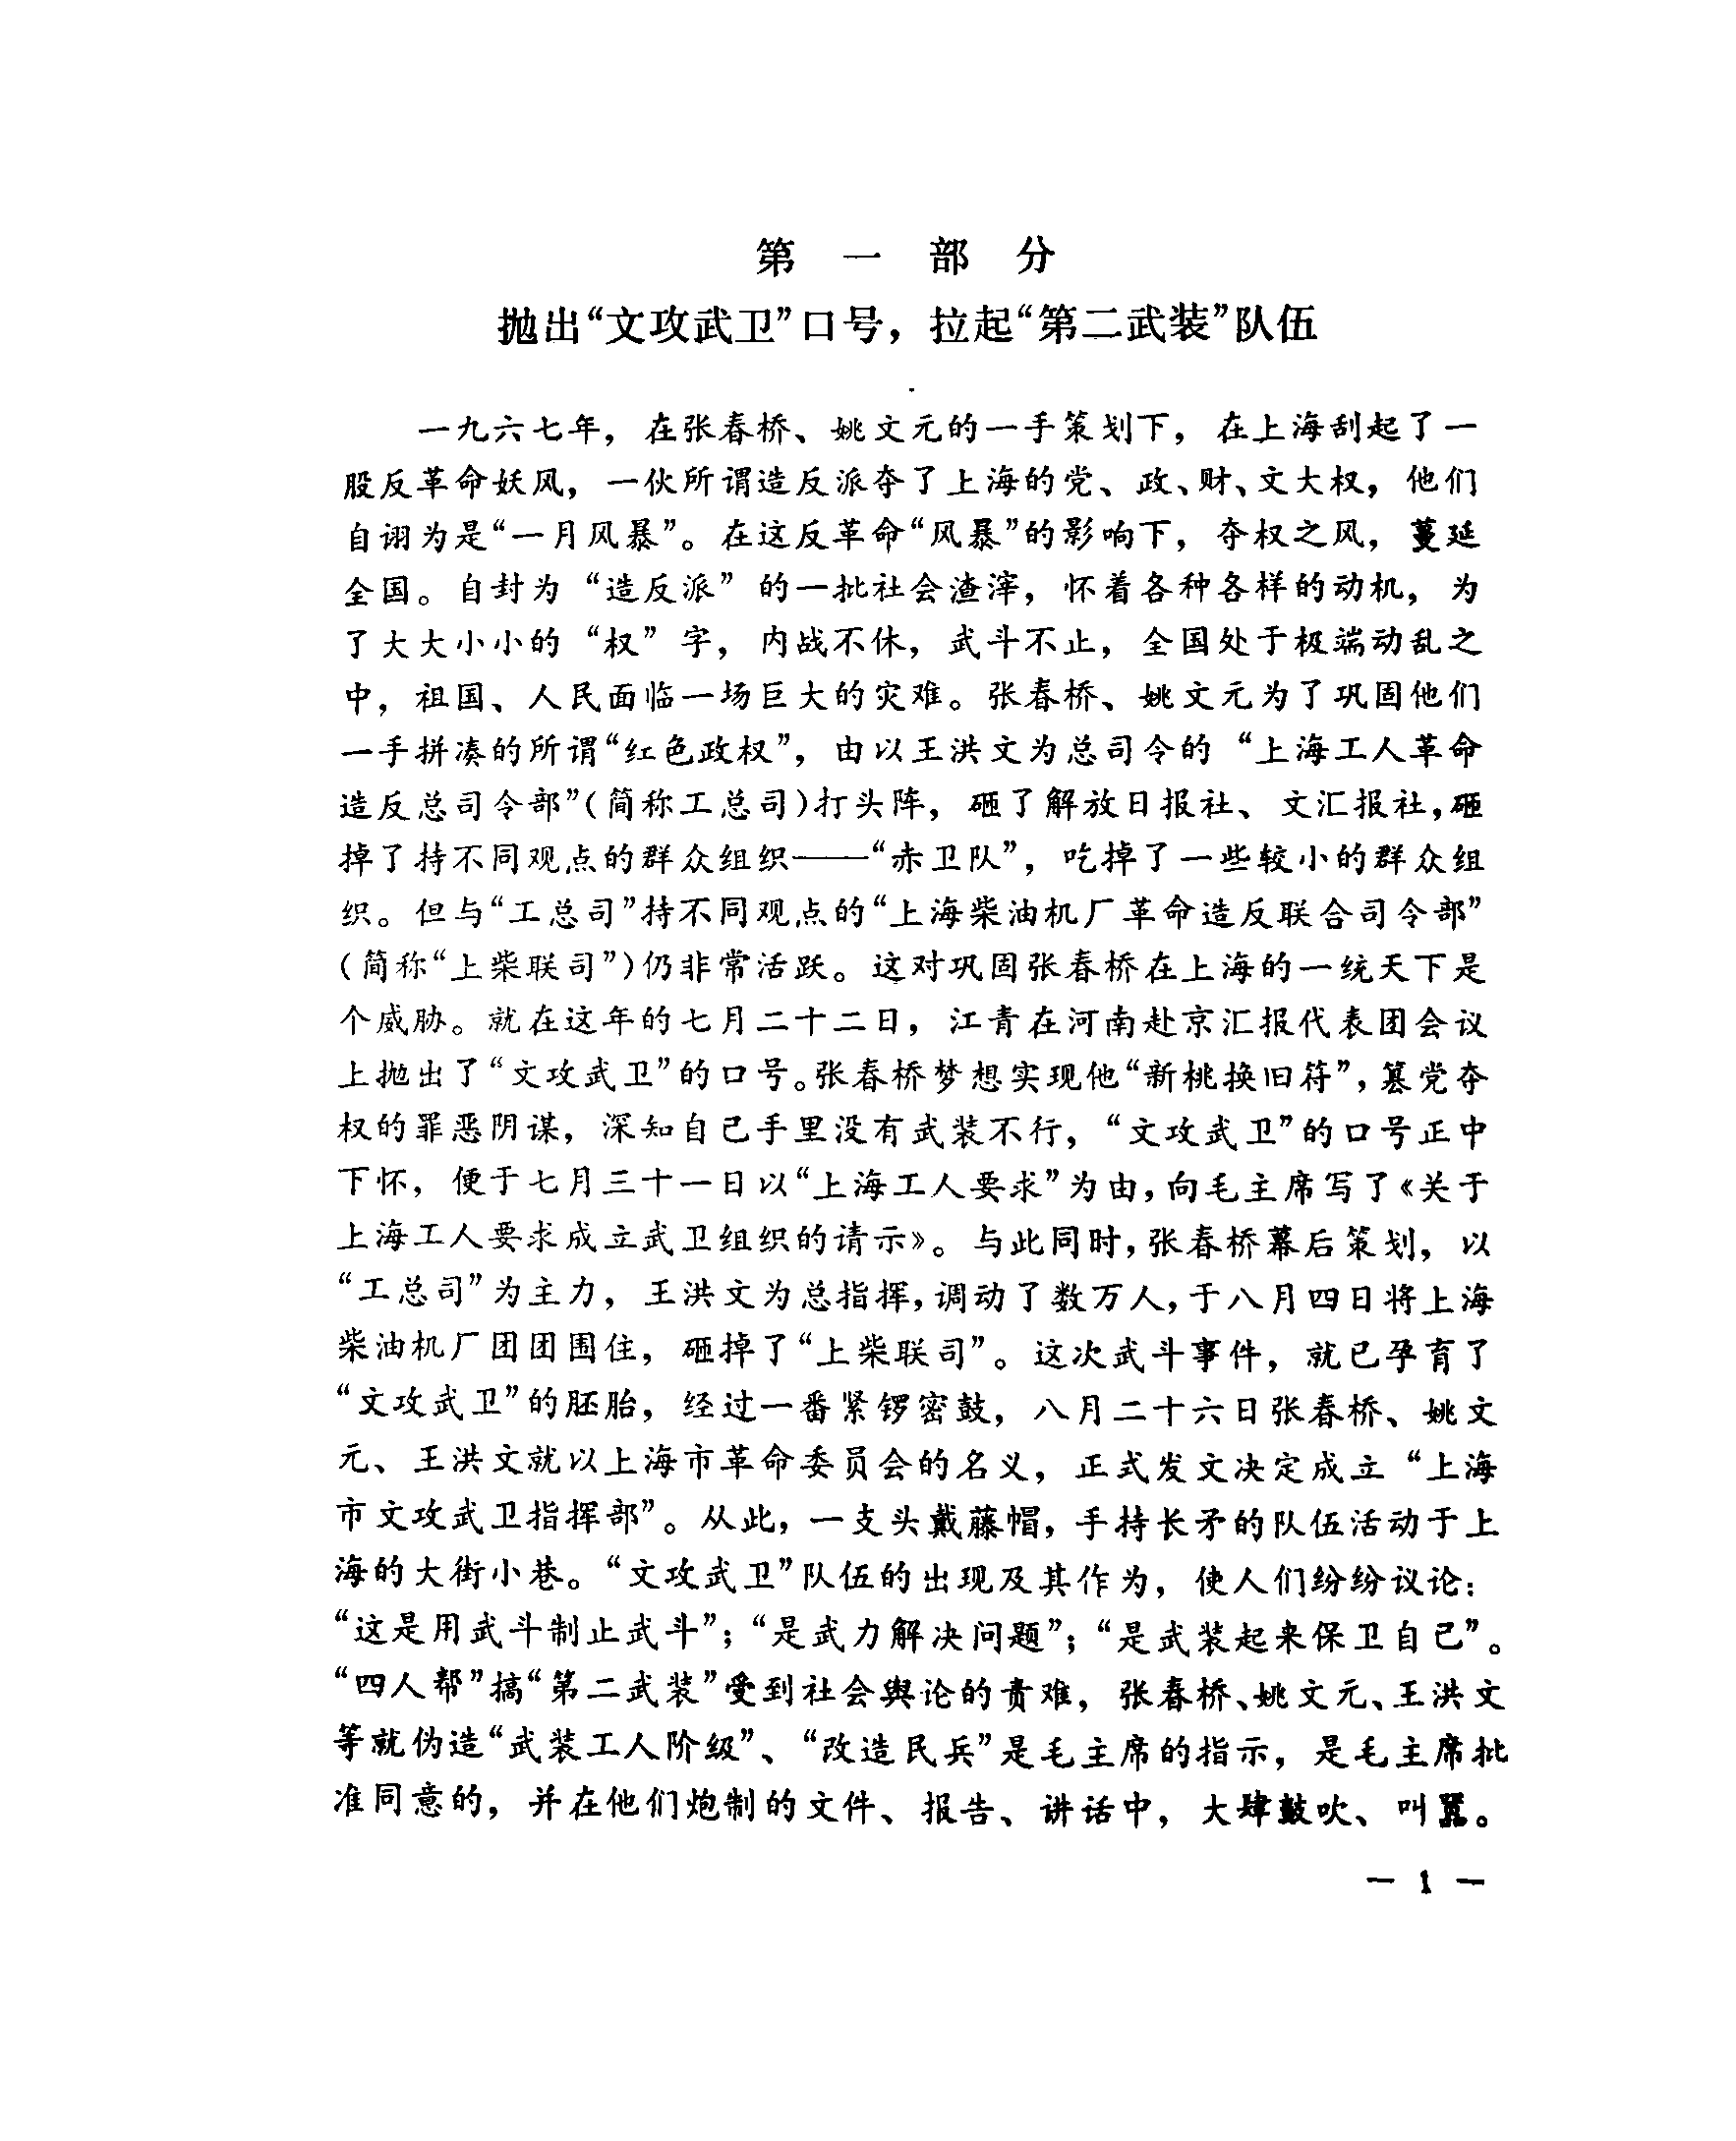 第一部分
抛出“文攻武卫”口号，拉起“第二武装”队伍
一九六七年，在张春桥、姚文元的一手策划下，在上海刮起了一
股反革命妖风，一伙所谓造反派夺了上海的党、政、财、文大权，他们
自诩为是“一月风暴”。在这反革命“风暴”的影响下，夺权之风，蔓延
全国。自封为“造反派”的一批社会渣滓，怀着各种各样的动机，为
了大大小小的“权”字，内战不休，武斗不止，全国处于极端动乱之
中，祖国、人民面临一场巨大的灾难。张春桥、姚文元为了巩固他们
一手拼凑的所谓“红色政权”，由以王洪文为总司令的“上海工人革命
造反总司令部”(简称工总司)打头阵，砸了解放日报社、文汇报社，砸
掉了持不同观点的群众组织——“赤卫队”，吃掉了一些较小的群众组
织。但与“工总司”持不同观点的“上海柴油机厂革命造反联合司令部”
(简称“上柴联司”)仍非常活跃。这对巩固张春桥在上海的一统天下是
个威胁。就在这年的七月二十二日，江青在河南赴京汇报代表团会议
上抛出了“文攻武卫”的口号。张春桥梦想实现他“新桃换旧符”，篡党夺
权的罪恶阴谋，深知自己手里没有武装不行，“文攻武卫”的口号正中
下怀，便于七月三十一日以“上海工人要求”为由，向毛主席写了《关于
上海工人要求成立武卫组织的请示》。与此同时，张春桥幕后策划，以
“工总司”为主力，王洪文为总指挥，调动了数万人，于八月四日将上海
柴油机厂团团围住，砸掉了“上柴联司”。这次武斗事件，就已孕育了
“文攻武卫”的胚胎，经过一番紧锣密鼓，八月二十六日张春桥、姚文
元、王洪文就以上海市革命委员会的名义，正式发文决定成立“上海
市文攻武卫指挥部”。从此，一支头戴藤帽，手持长矛的队伍活动于上
海的大街小巷。“文攻武卫”队伍的出现及其作为，使人们纷纷议论：
“这是用武斗制止武斗”；“是武力解决问题”；“是武装起来保卫自己”。
“四人帮”搞“第二武装”受到社会舆论的责难，张春桥、姚文元、王洪文
等就伪造“武装工人阶级”、“改造民兵”是毛主席的指示，是毛主席批
准同意的，并在他们炮制的文件、报告、讲话中，大肆鼓吹、叫嚣。
— 1 —